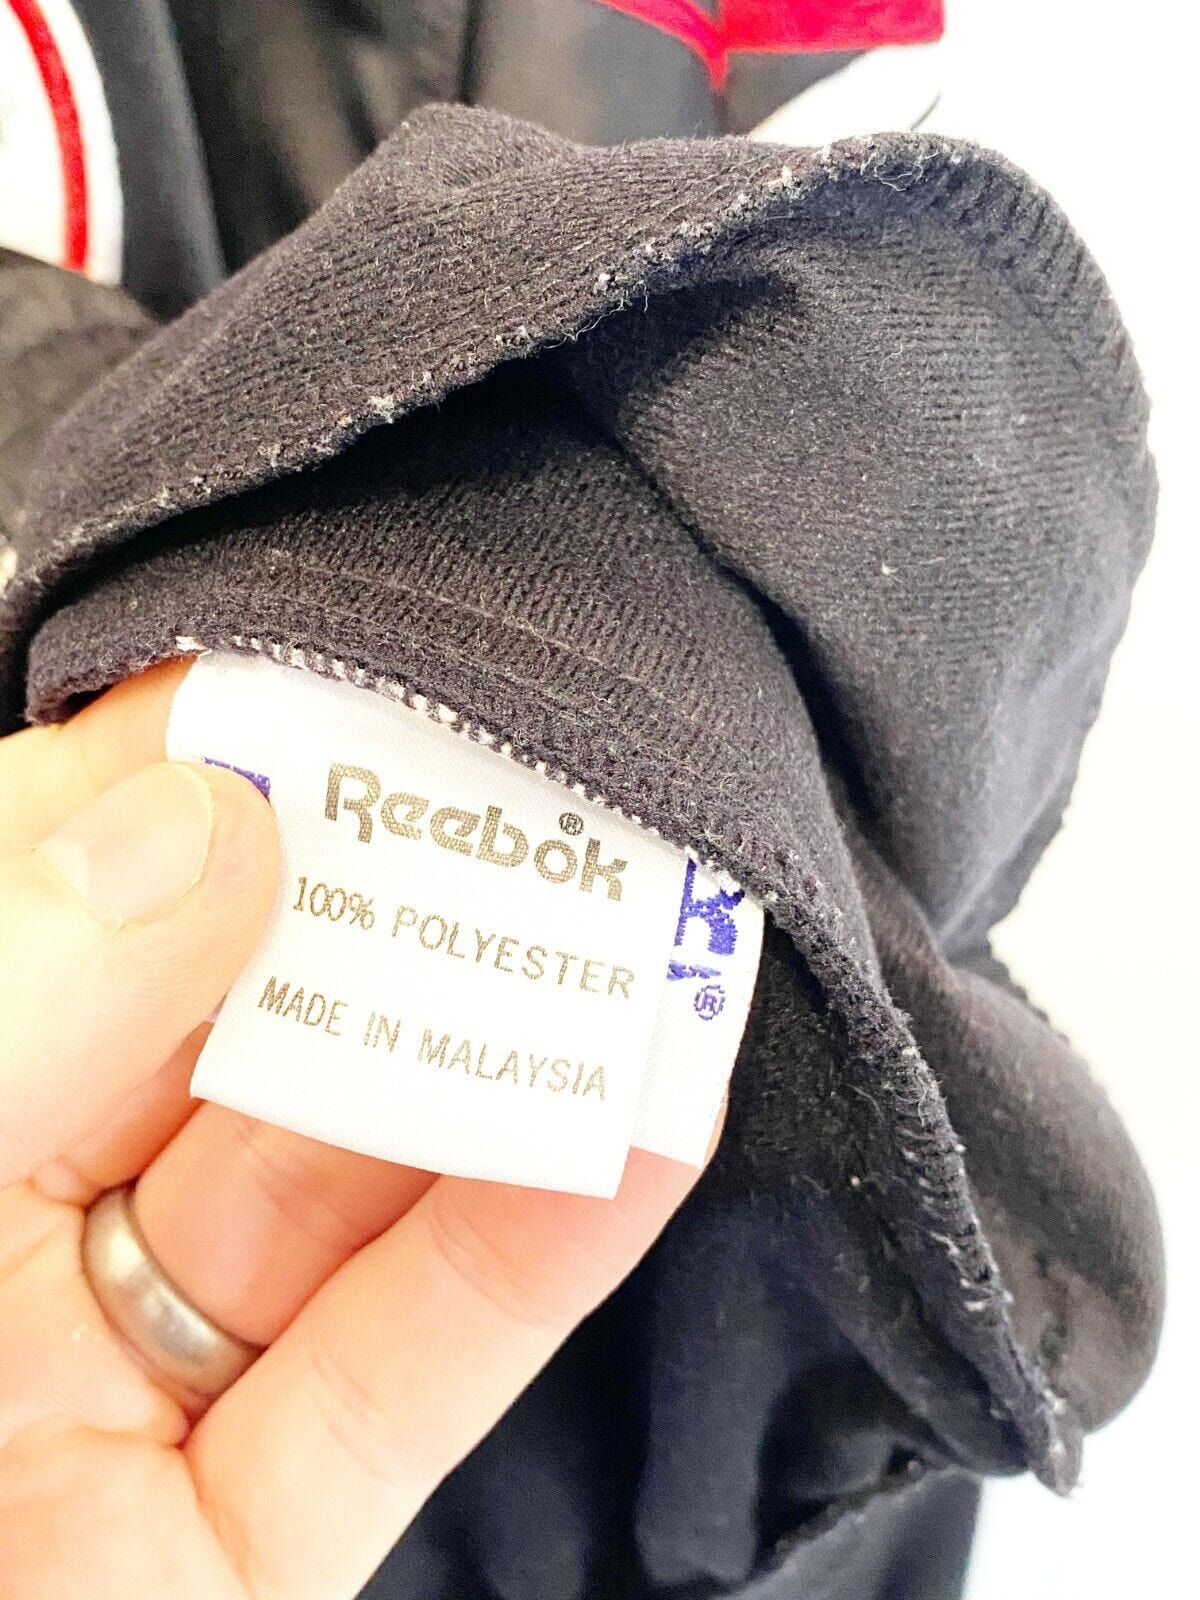 Reebok®
100% POLYESTER
MADE IN MALAYSIA
K
®